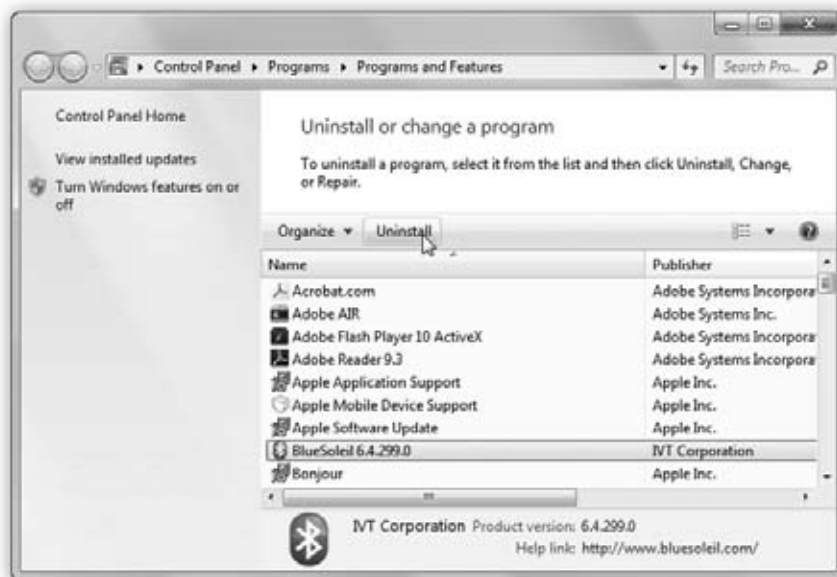 Control Panel ▸ Programs ▸ Programs and Features
Search Pro...
Control Panel Home
View installed updates
Turn Windows features on or
off
Uninstall or change a program
To uninstall a program, select it from the list and then click Uninstall, Change,
or Repair.
Organize Uninstall
Name Publisher
Acrobat.com Adobe Systems Incorpora
Adobe AIR Adobe Systems Inc.
Adobe Flash Player 10 ActiveX Adobe Systems Incorpora
Adobe Reader 9.3 Adobe Systems Incorpora
Apple Application Support Apple Inc.
Apple Mobile Device Support Apple Inc.
Apple Software Update Apple Inc.
BlueSoleil 6.4.299.0 IVT Corporation
Bonjour Apple Inc.
IVT Corporation Product version: 6.4.299.0
Help link: http://www.bluesoleil.com/